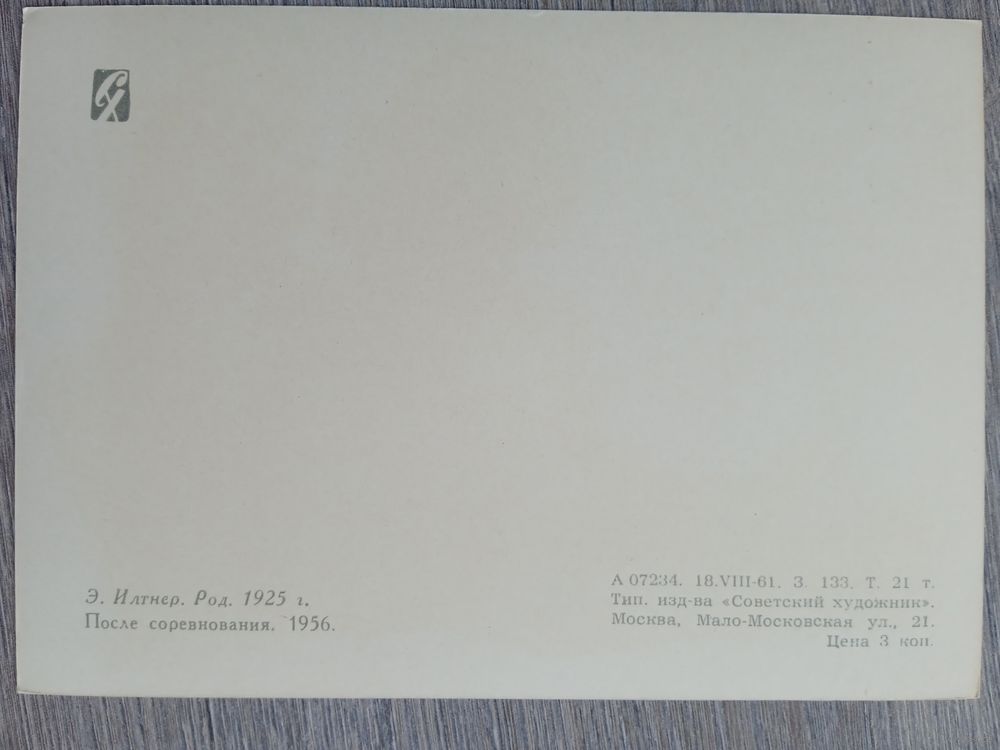 СХ
Э. Илтнер. Род. 1925 г.
После соревнования. 1956.
А 07234. 18.VIII-61. З. 133. Т. 21 т.
Тип. изд-ва «Советский художник».
Москва, Мало-Московская ул., 21.
Цена 3 коп.